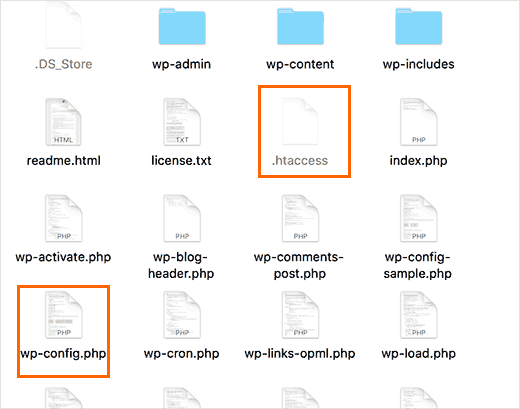 .DS_Store wp-admin wp-content wp-includes
HTML TXT PHP
readme.html license.txt .htaccess index.php
PHP PHP PHP PHP
wp-activate.php wp-blog-header.php wp-comments-post.php wp-config-sample.php
PHP PHP PHP PHP
wp-config.php wp-cron.php wp-links-opml.php wp-load.php